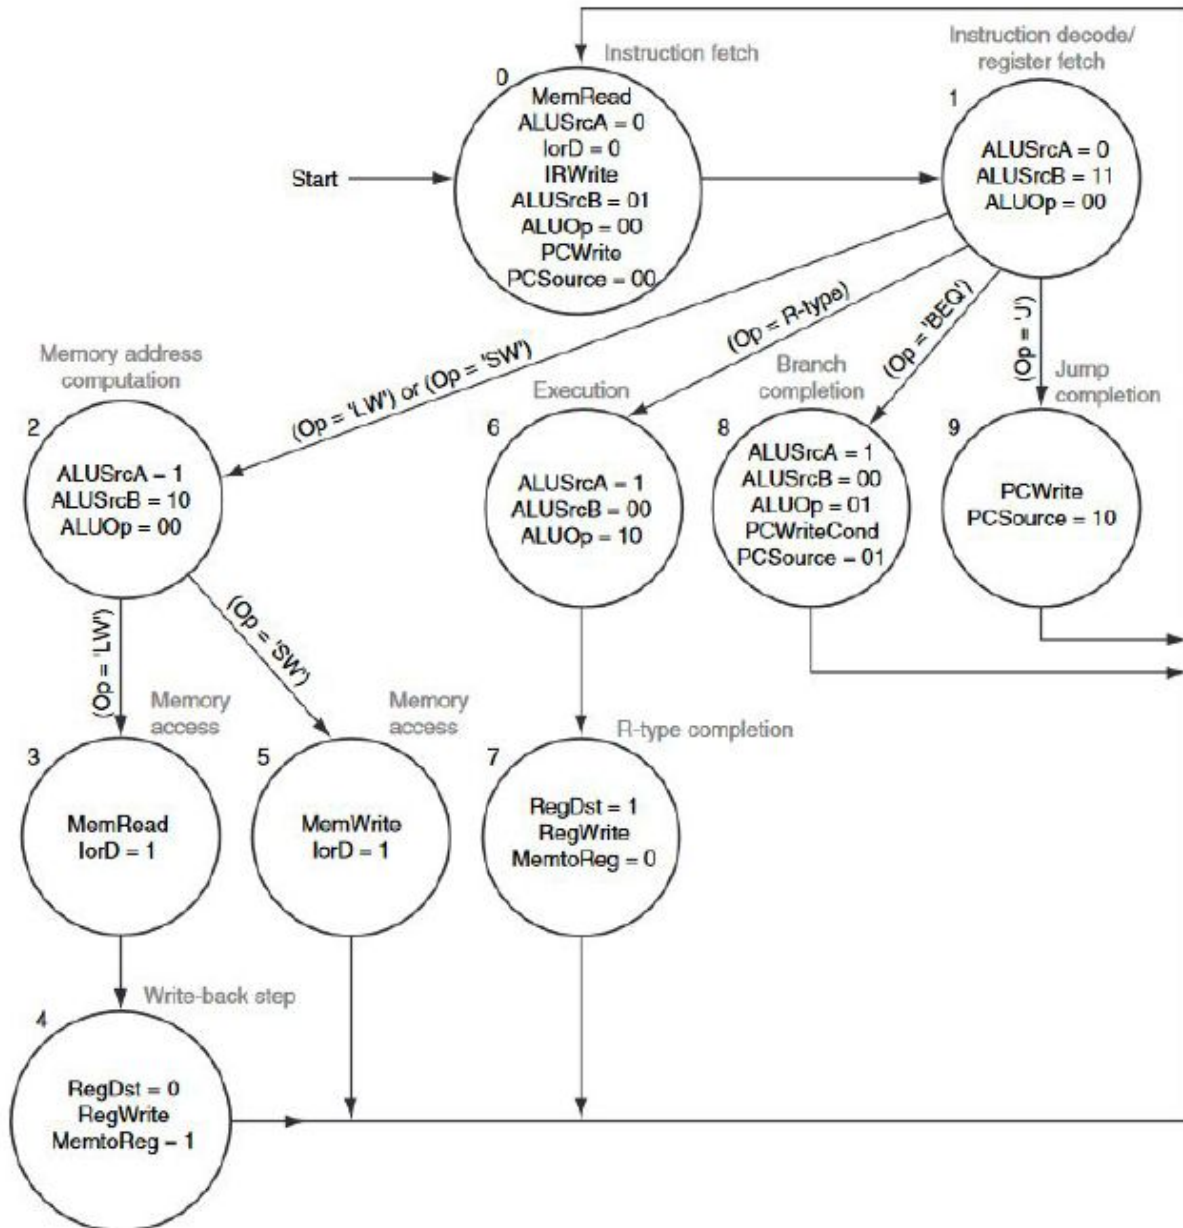 Instruction fetch
0
MemRead
ALUSrcA = 0
IorD = 0
IRWrite
ALUSrcB = 01
ALUOp = 00
PCWrite
PCSource = 00
Start
Instruction decode/
register fetch
1
ALUSrcA = 0
ALUSrcB = 11
ALUOp = 00
(Op = 'LW') or (Op = 'SW')
(Op = R-type)
(Op = 'BEQ')
(Op = 'J')
Memory address
computation
2
ALUSrcA = 1
ALUSrcB = 10
ALUOp = 00
Execution
6
ALUSrcA = 1
ALUSrcB = 00
ALUOp = 10
Branch
completion
8
ALUSrcA = 1
ALUSrcB = 00
ALUOp = 01
PCWriteCond
PCSource = 01
Jump
completion
9
PCWrite
PCSource = 10
(Op = 'LW')
(Op = 'SW')
Memory
access
3
MemRead
IorD = 1
Memory
access
5
MemWrite
IorD = 1
R-type completion
7
RegDst = 1
RegWrite
MemtoReg = 0
Write-back step
4
RegDst = 0
RegWrite
MemtoReg = 1